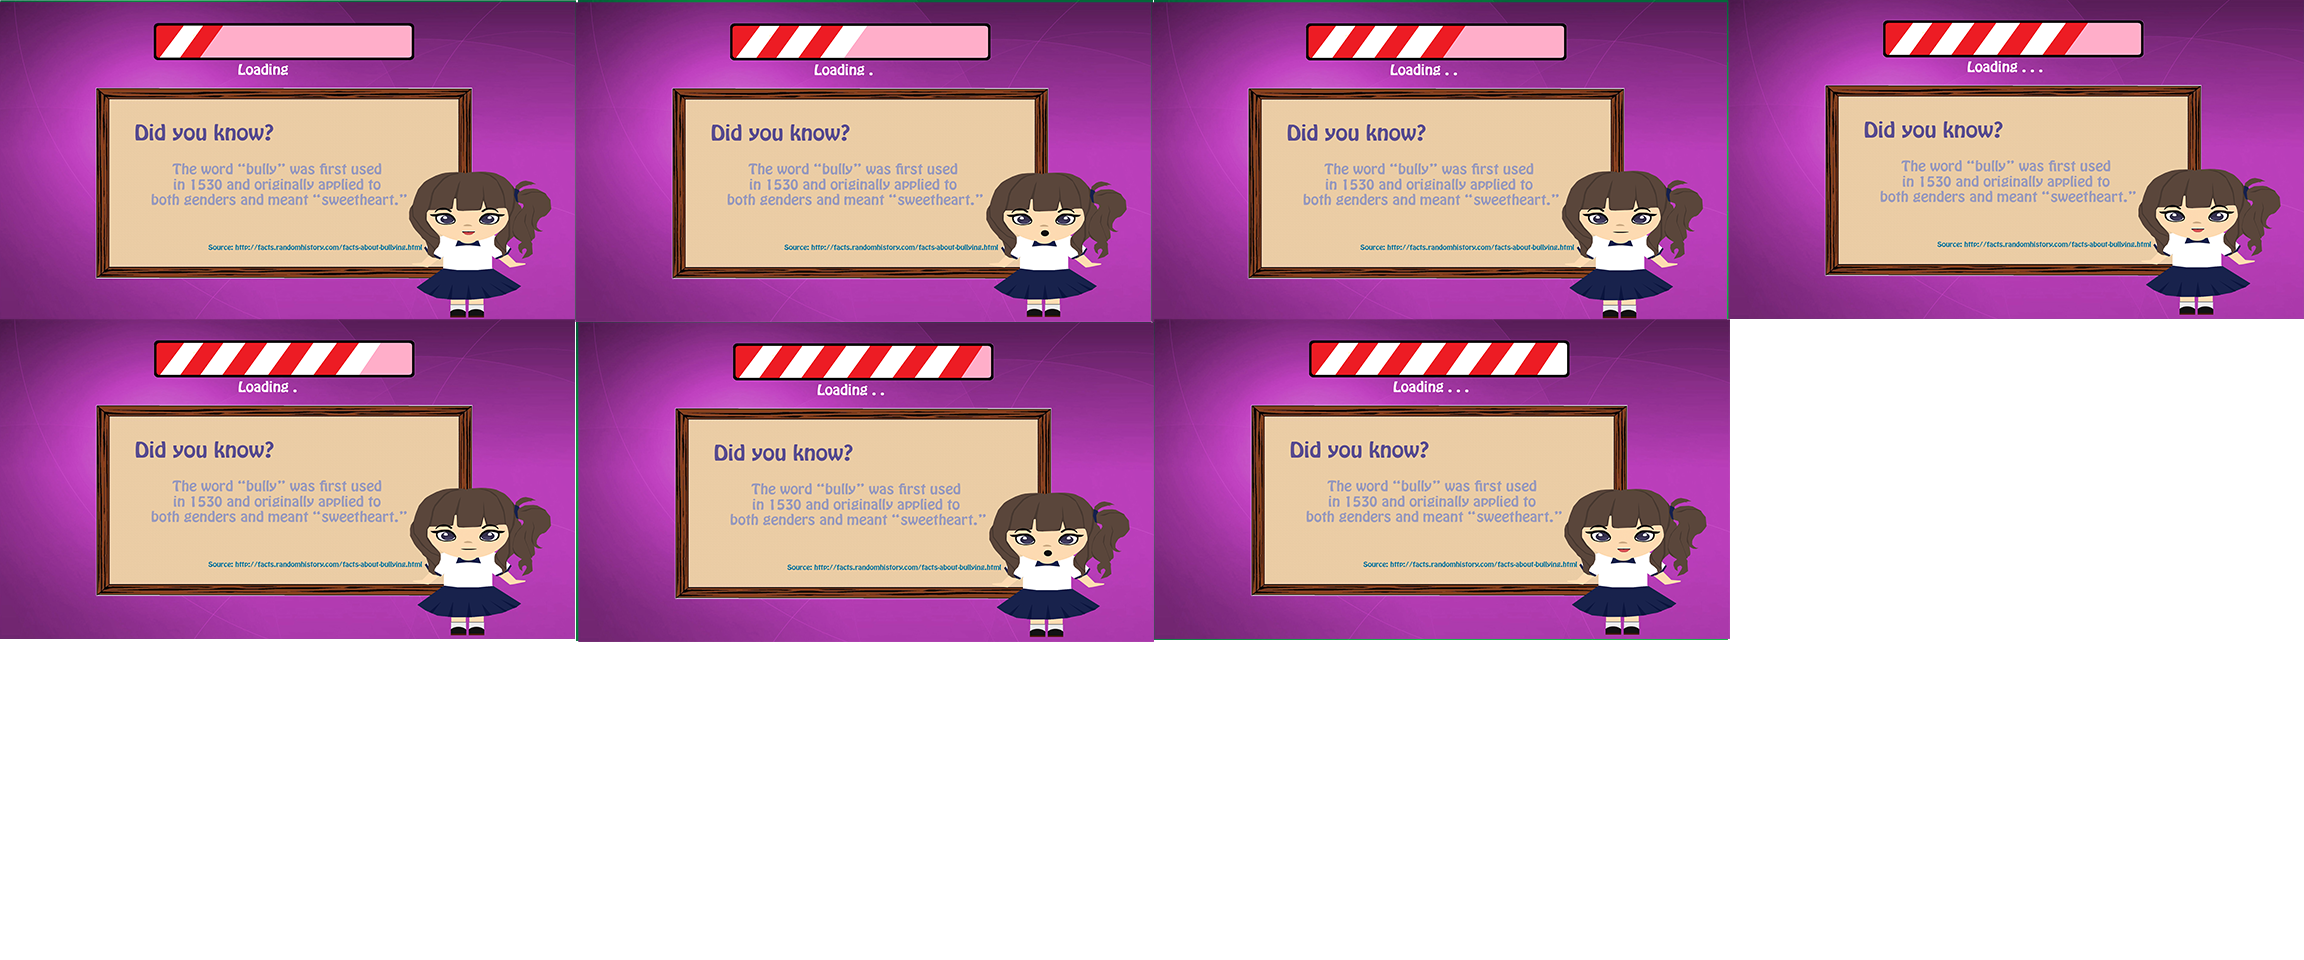 Loading
Did you know?
The word “bully” was first used
in 1530 and originally applied to
both genders and meant “sweetheart.”
Source: http://facts.randomhistory.com/facts-about-bullying.html
Loading .
Did you know?
The word “bully” was first used
in 1530 and originally applied to
both genders and meant “sweetheart.”
Source: http://facts.randomhistory.com/facts-about-bullying.html
Loading . .
Did you know?
The word “bully” was first used
in 1530 and originally applied to
both genders and meant “sweetheart.”
Source: http://facts.randomhistory.com/facts-about-bullying.html
Loading . . .
Did you know?
The word “bully” was first used
in 1530 and originally applied to
both genders and meant “sweetheart.”
Source: http://facts.randomhistory.com/facts-about-bullying.html
Loading .
Did you know?
The word “bully” was first used
in 1530 and originally applied to
both genders and meant “sweetheart.”
Source: http://facts.randomhistory.com/facts-about-bullying.html
Loading . .
Did you know?
The word “bully” was first used
in 1530 and originally applied to
both genders and meant “sweetheart.”
Source: http://facts.randomhistory.com/facts-about-bullying.html
Loading . . .
Did you know?
The word “bully” was first used
in 1530 and originally applied to
both genders and meant “sweetheart.”
Source: http://facts.randomhistory.com/facts-about-bullying.html